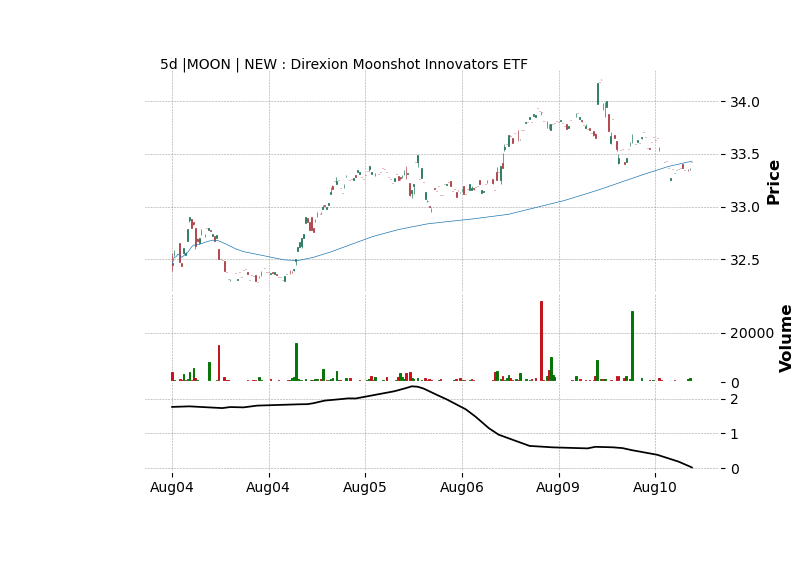 5d |MOON | NEW : Direxion Moonshot Innovators ETF
34.0
33.5
33.0
32.5
Price
20000
0
Volume
2
1
0
Aug04 Aug04 Aug05 Aug06 Aug09 Aug10